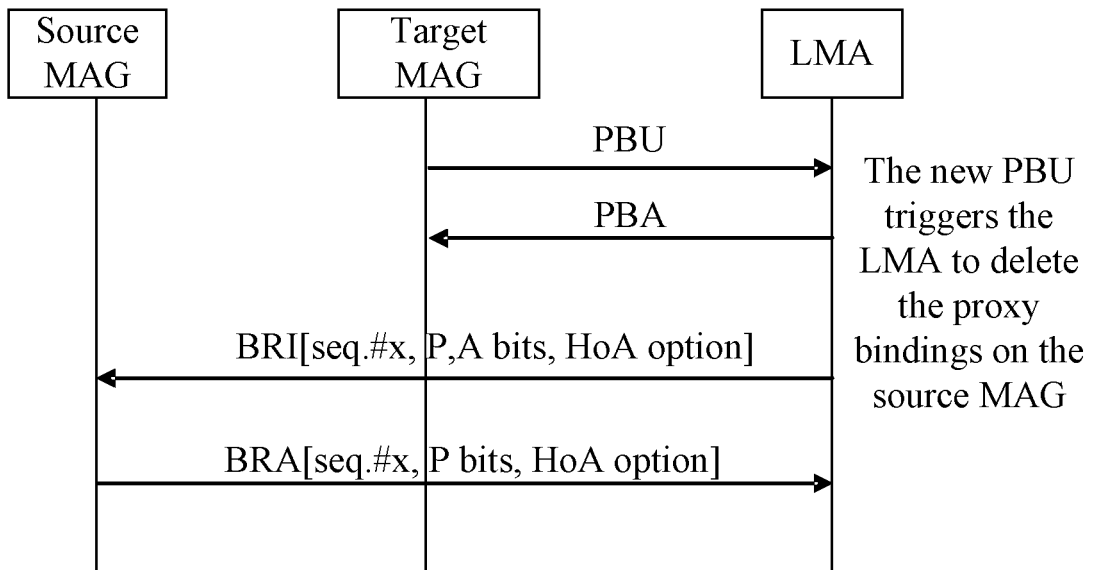 Source
MAG
Target
MAG
LMA
PBU
PBA
The new PBU
triggers the
LMA to delete
the proxy
bindings on the
source MAG
BRI[seq.#x, P,A bits, HoA option]
BRA[seq.#x, P bits, HoA option]